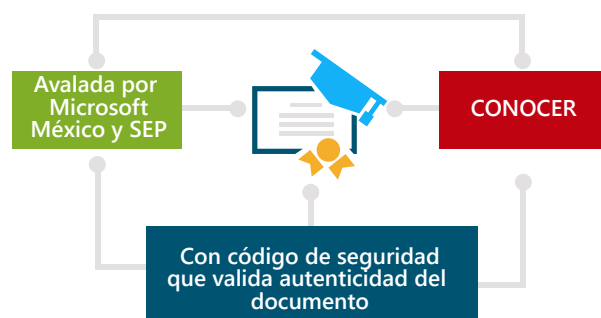 Avalada por
Microsoft
México y SEP
CONOCER
Con código de seguridad
que valida autenticidad del
documento